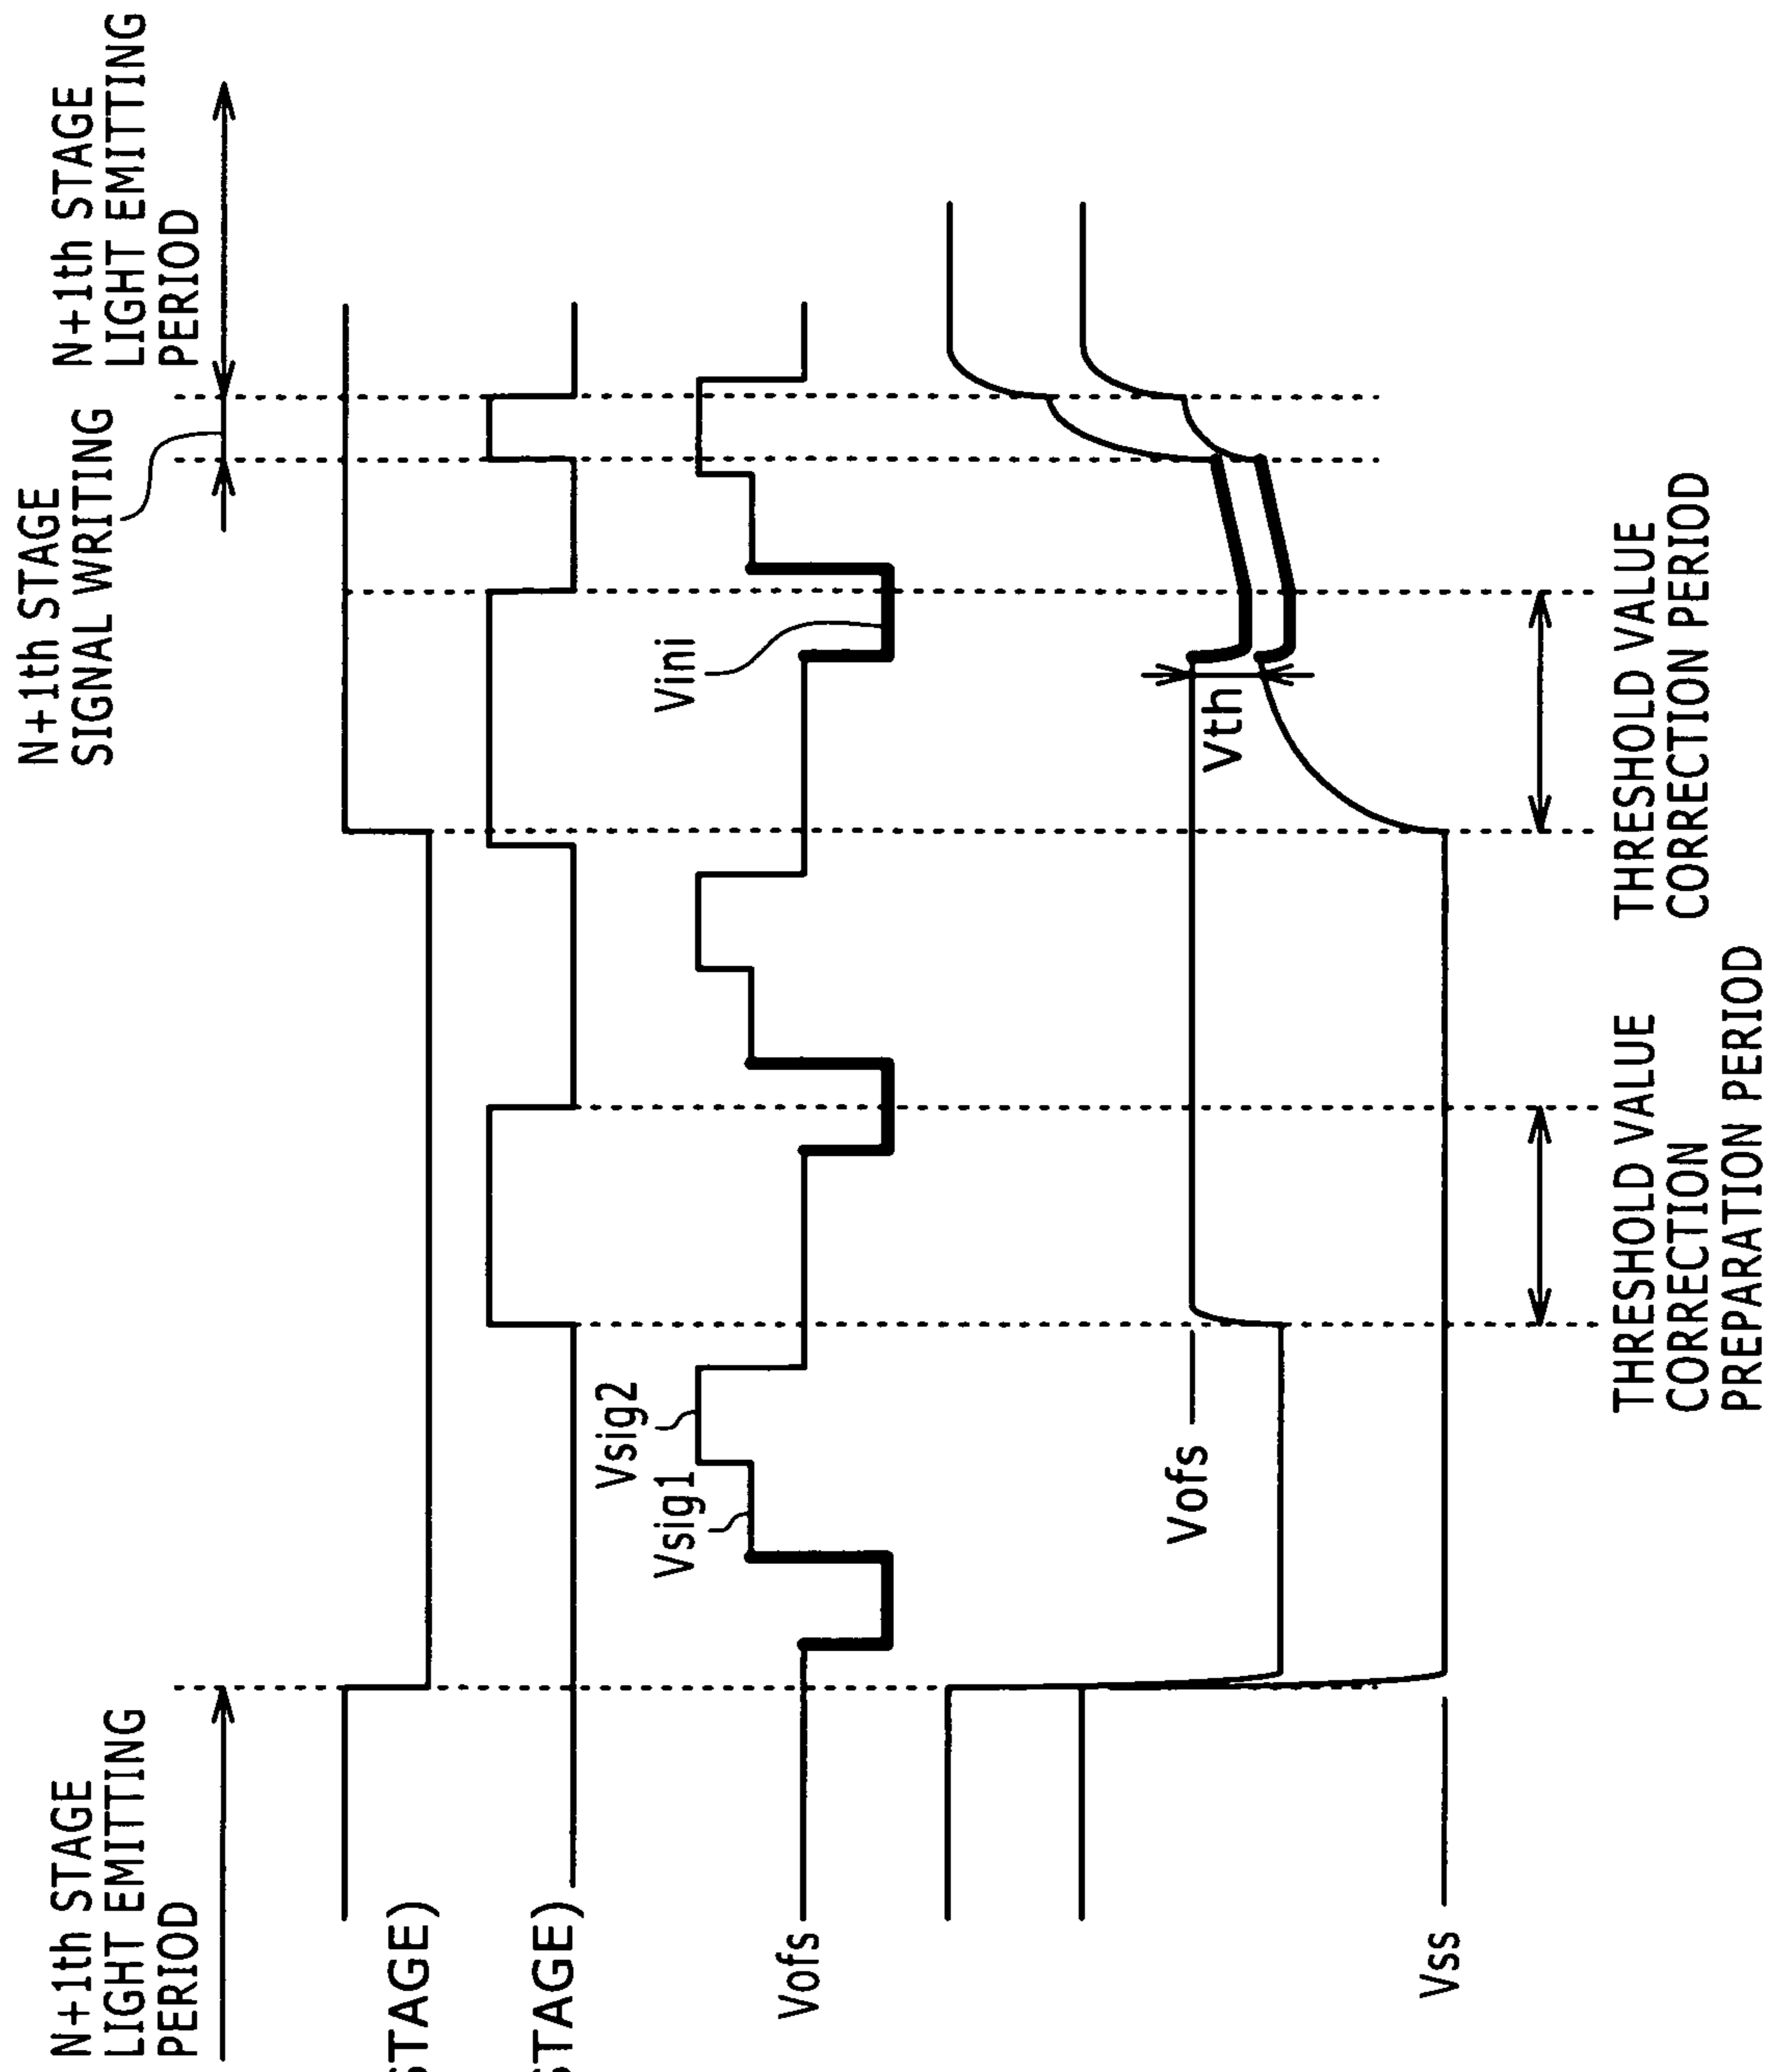 N+1th STAGE
LIGHT EMITTING
PERIOD
N+1th STAGE
SIGNAL WRITING
N+1th STAGE
LIGHT EMITTING
PERIOD
STAGE)
STAGE)
Vofs
Vsig1
Vsig2
Vini
Vofs
Vth
Vss
THRESHOLD VALUE
CORRECTION
PREPARATION PERIOD
THRESHOLD VALUE
CORRECTION PERIOD